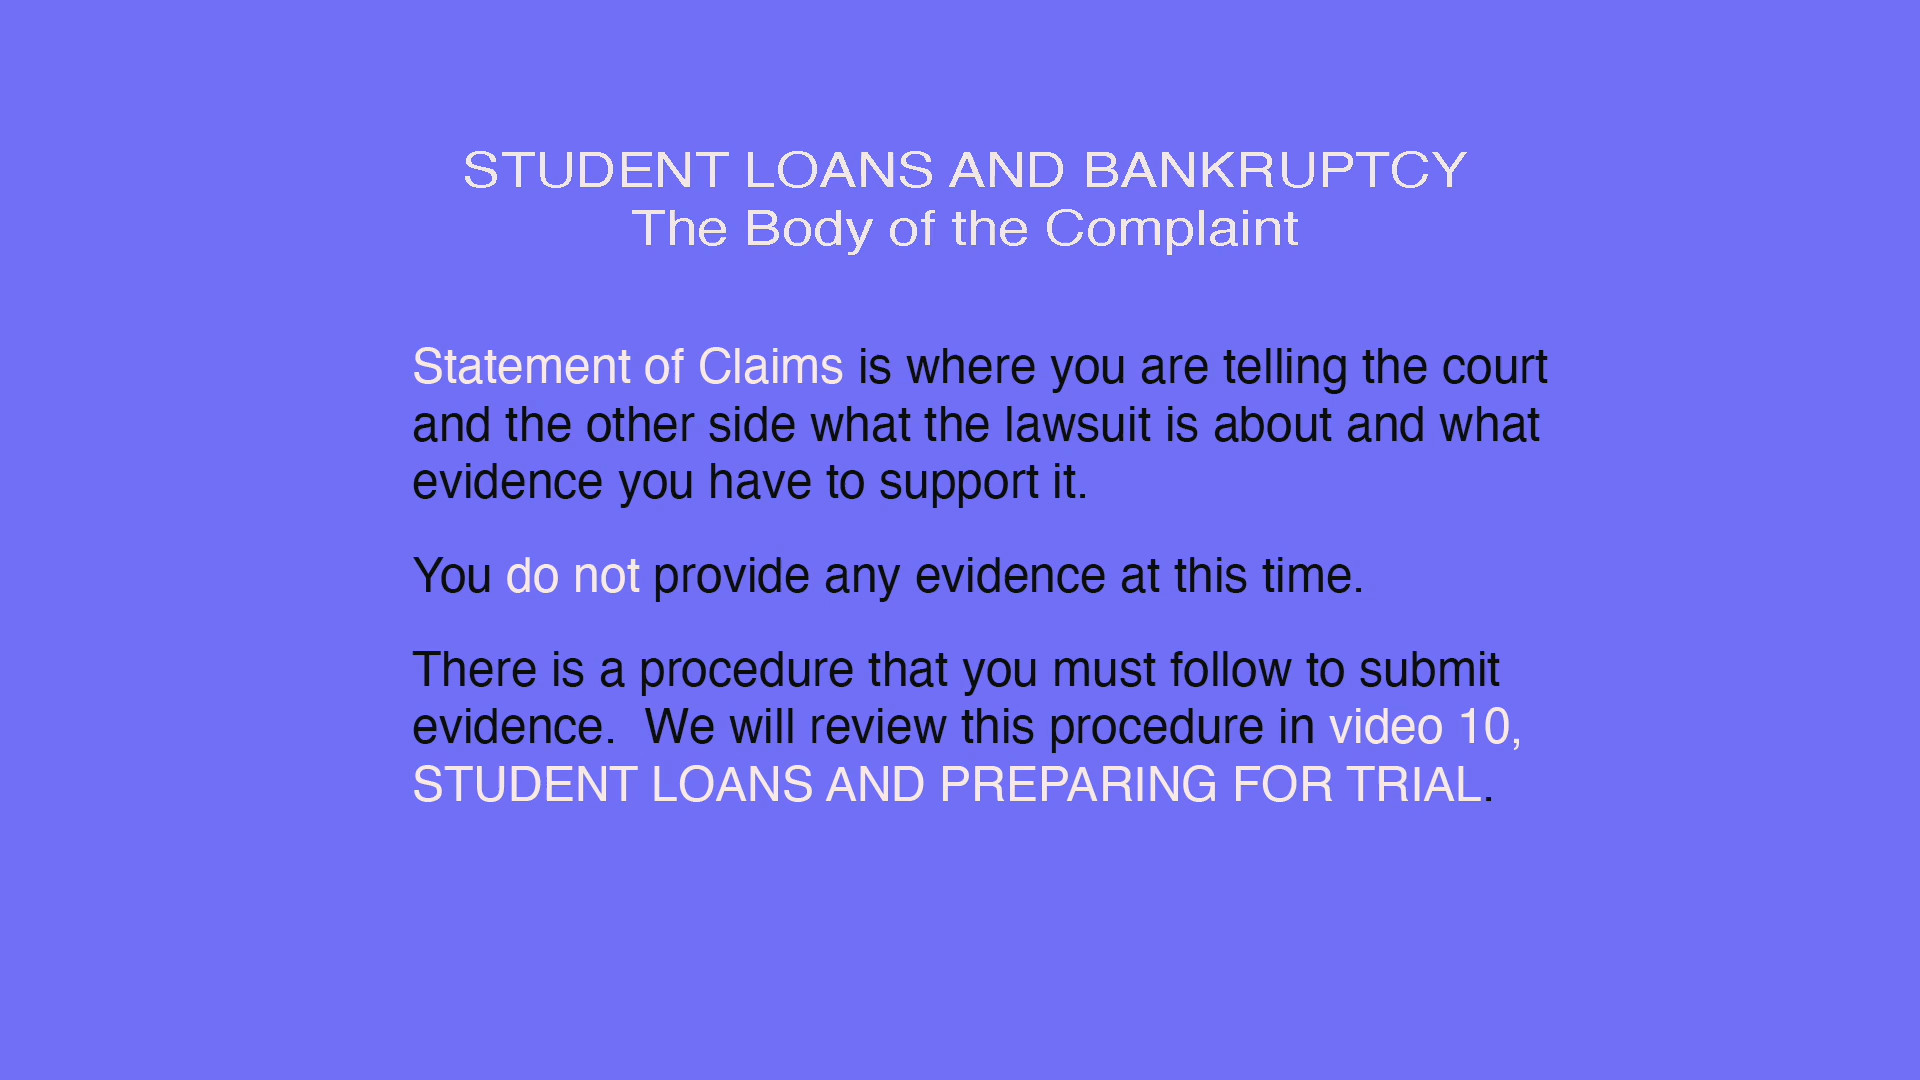 STUDENT LOANS AND BANKRUPTCY
The Body of the Complaint
Statement of Claims is where you are telling the court
and the other side what the lawsuit is about and what
evidence you have to support it.
You do not provide any evidence at this time.
There is a procedure that you must follow to submit
evidence.  We will review this procedure in video 10,
STUDENT LOANS AND PREPARING FOR TRIAL.